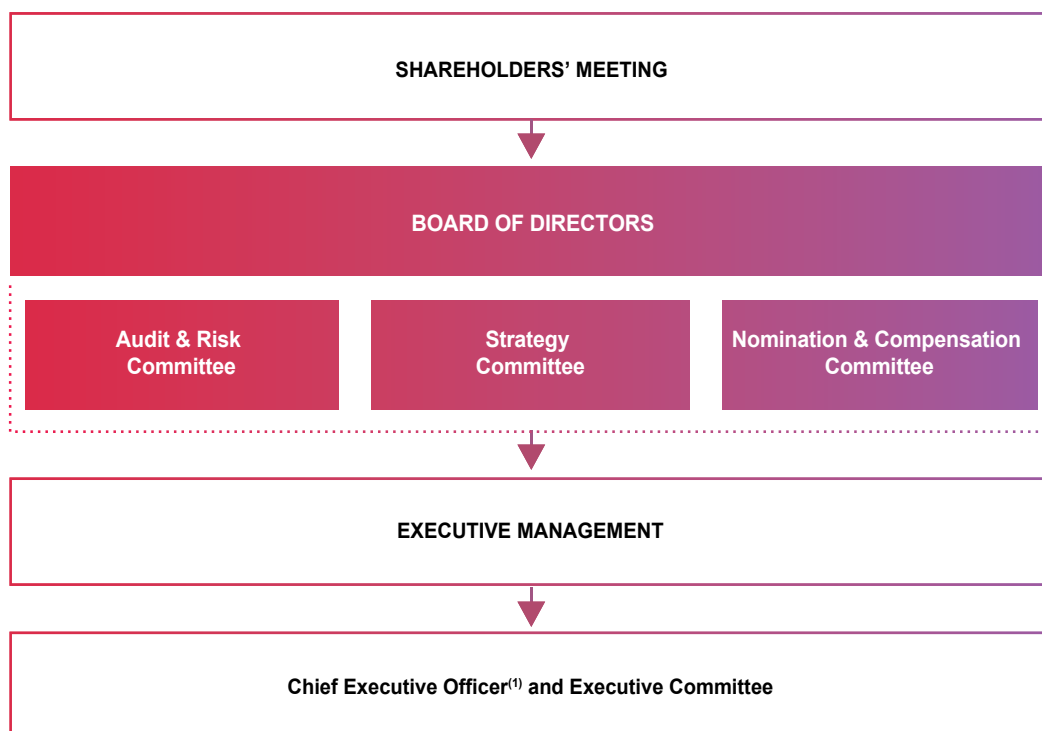 SHAREHOLDERS’ MEETING
BOARD OF DIRECTORS
Audit & Risk
Committee
Strategy
Committee
Nomination & Compensation
Committee
EXECUTIVE MANAGEMENT
Chief Executive Officer(1) and Executive Committee